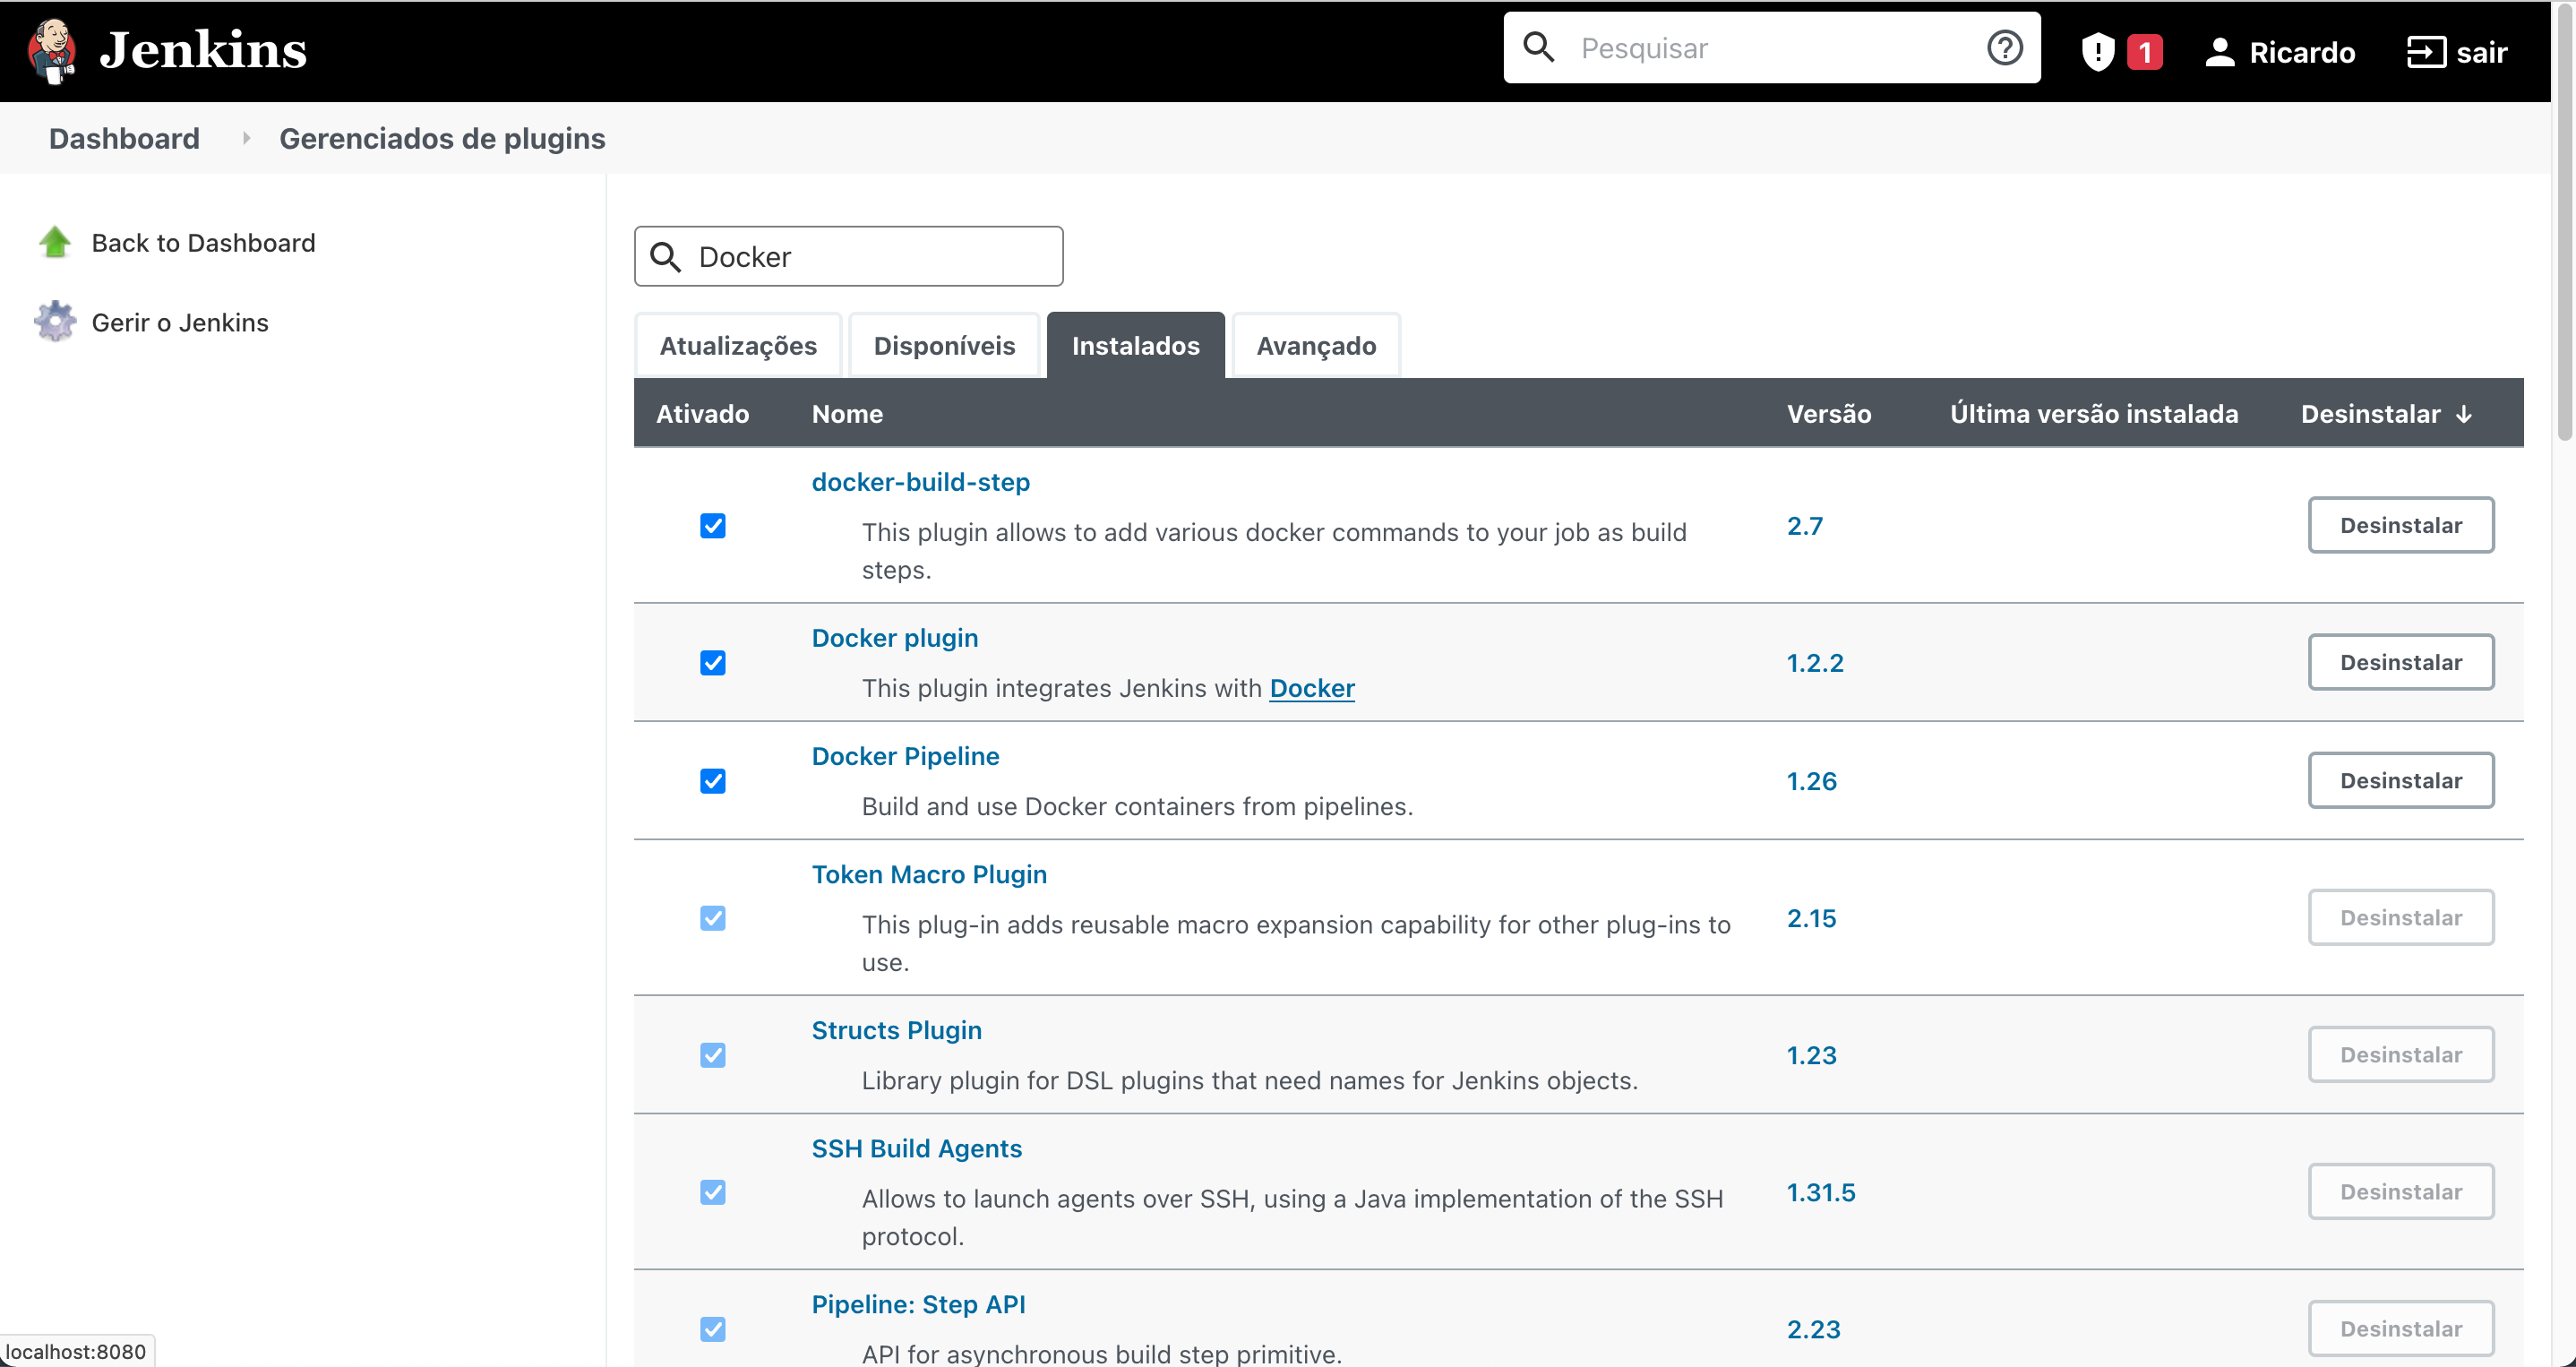 Jenkins
Pesquisar
1
Ricardo
sair
Dashboard
Gerenciados de plugins
Back to Dashboard
Gerir o Jenkins
Docker
Atualizações
Disponíveis
Instalados
Avançado
Ativado Nome Versão Última versão instalada Desinstalar ↓
docker-build-step
This plugin allows to add various docker commands to your job as build
steps.
2.7
Desinstalar
Docker plugin
This plugin integrates Jenkins with Docker
1.2.2
Desinstalar
Docker Pipeline
Build and use Docker containers from pipelines.
1.26
Desinstalar
Token Macro Plugin
This plug-in adds reusable macro expansion capability for other plug-ins to
use.
2.15
Desinstalar
Structs Plugin
Library plugin for DSL plugins that need names for Jenkins objects.
1.23
Desinstalar
SSH Build Agents
Allows to launch agents over SSH, using a Java implementation of the SSH
protocol.
1.31.5
Desinstalar
Pipeline: Step API
API for asynchronous build step primitive.
2.23
Desinstalar
localhost:8080